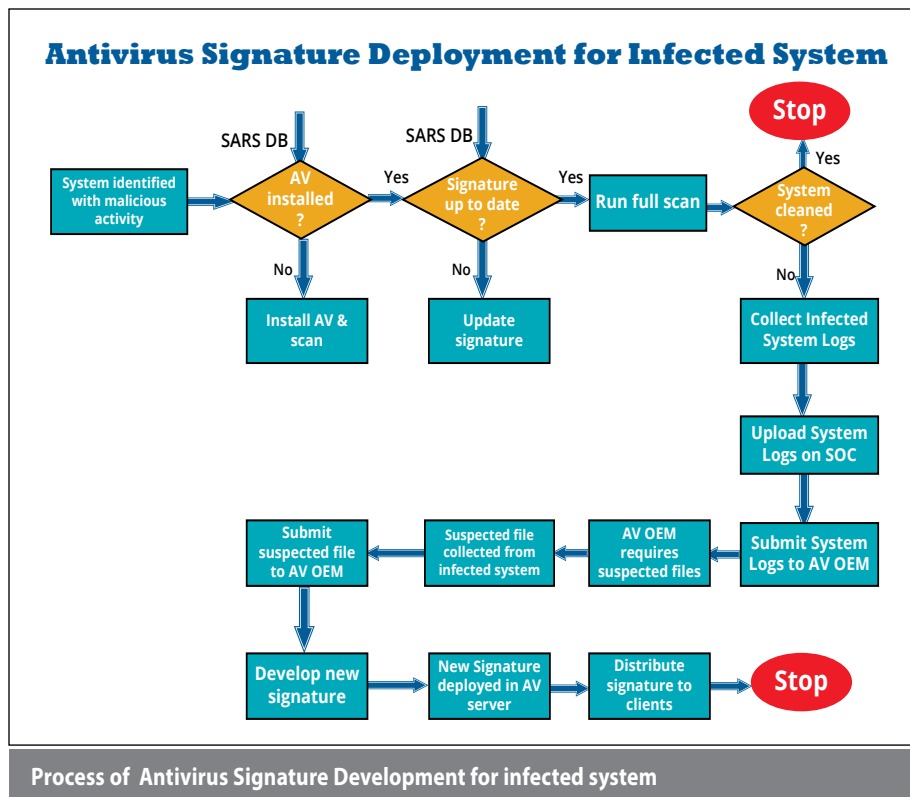 Antivirus Signature Deployment for Infected System
Stop
SARS DB
SARS DB
Yes
System identified
with malicious
activity
AV
installed
?
Yes
Signature
up to date
?
Yes
Run full scan
System
cleaned
?
No
No
No
Install AV &
scan
Update
signature
Collect Infected
System Logs
Upload System
Logs on SOC
Submit System
Logs to AV OEM
AV OEM
requires
suspected files
Suspected file
collected from
infected system
Submit
suspected file
to AV OEM
Develop new
signature
New Signature
deployed in AV
server
Distribute
signature to
clients
Stop
Process of Antivirus Signature Development for infected system